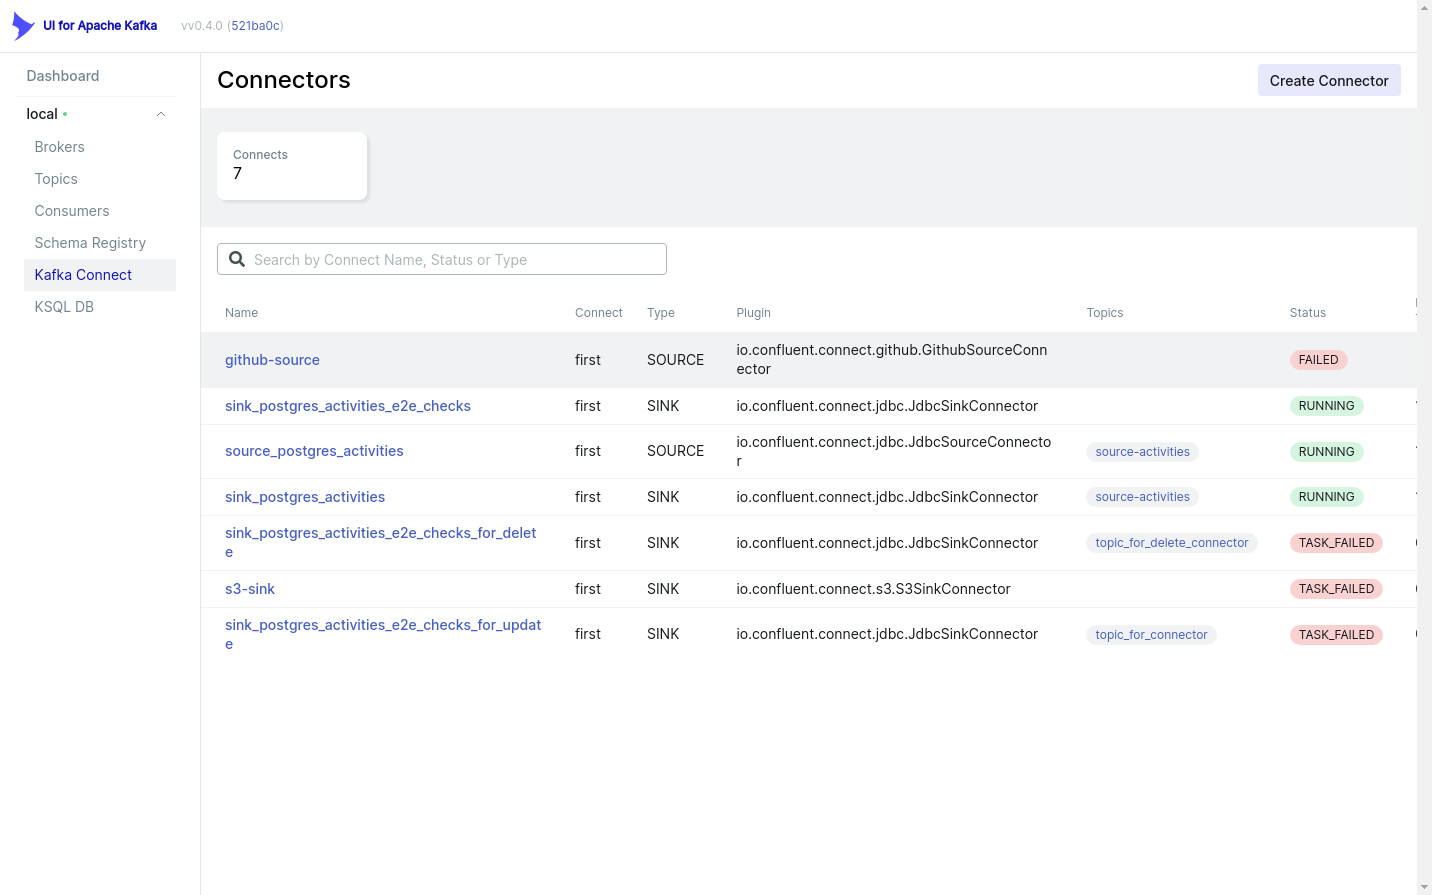 UI for Apache Kafka
vv0.4.0 (521ba0c)
Dashboard
local
Brokers
Topics
Consumers
Schema Registry
Kafka Connect
KSQL DB
Connectors
Create Connector
Connects
7
Search by Connect Name, Status or Type
Name Connect Type Plugin Topics Status
github-source first SOURCE io.confluent.connect.github.GithubSourceConn
ector FAILED
sink_postgres_activities_e2e_checks first SINK io.confluent.connect.jdbc.JdbcSinkConnector RUNNING
source_postgres_activities first SOURCE io.confluent.connect.jdbc.JdbcSourceConnecto
r source-activities RUNNING
sink_postgres_activities first SINK io.confluent.connect.jdbc.JdbcSinkConnector source-activities RUNNING
sink_postgres_activities_e2e_checks_for_delet
e first SINK io.confluent.connect.jdbc.JdbcSinkConnector topic_for_delete_connector TASK_FAILED
s3-sink first SINK io.confluent.connect.s3.S3SinkConnector TASK_FAILED
sink_postgres_activities_e2e_checks_for_updat
e first SINK io.confluent.connect.jdbc.JdbcSinkConnector topic_for_connector TASK_FAILED